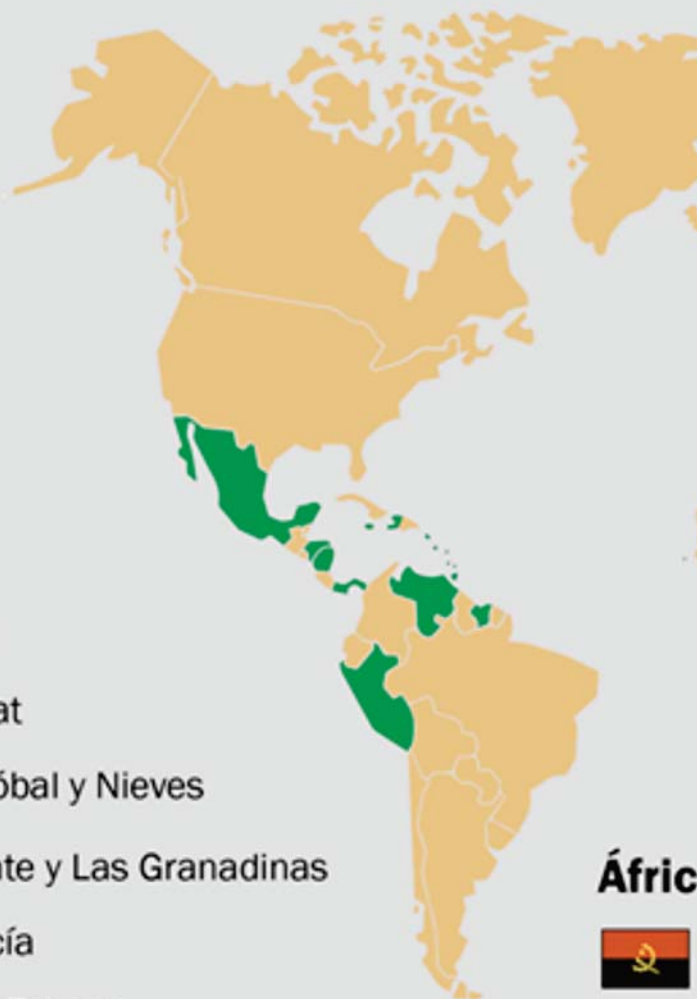 at
óbal y Nieves
nte y Las Granadinas
cía
Áfric